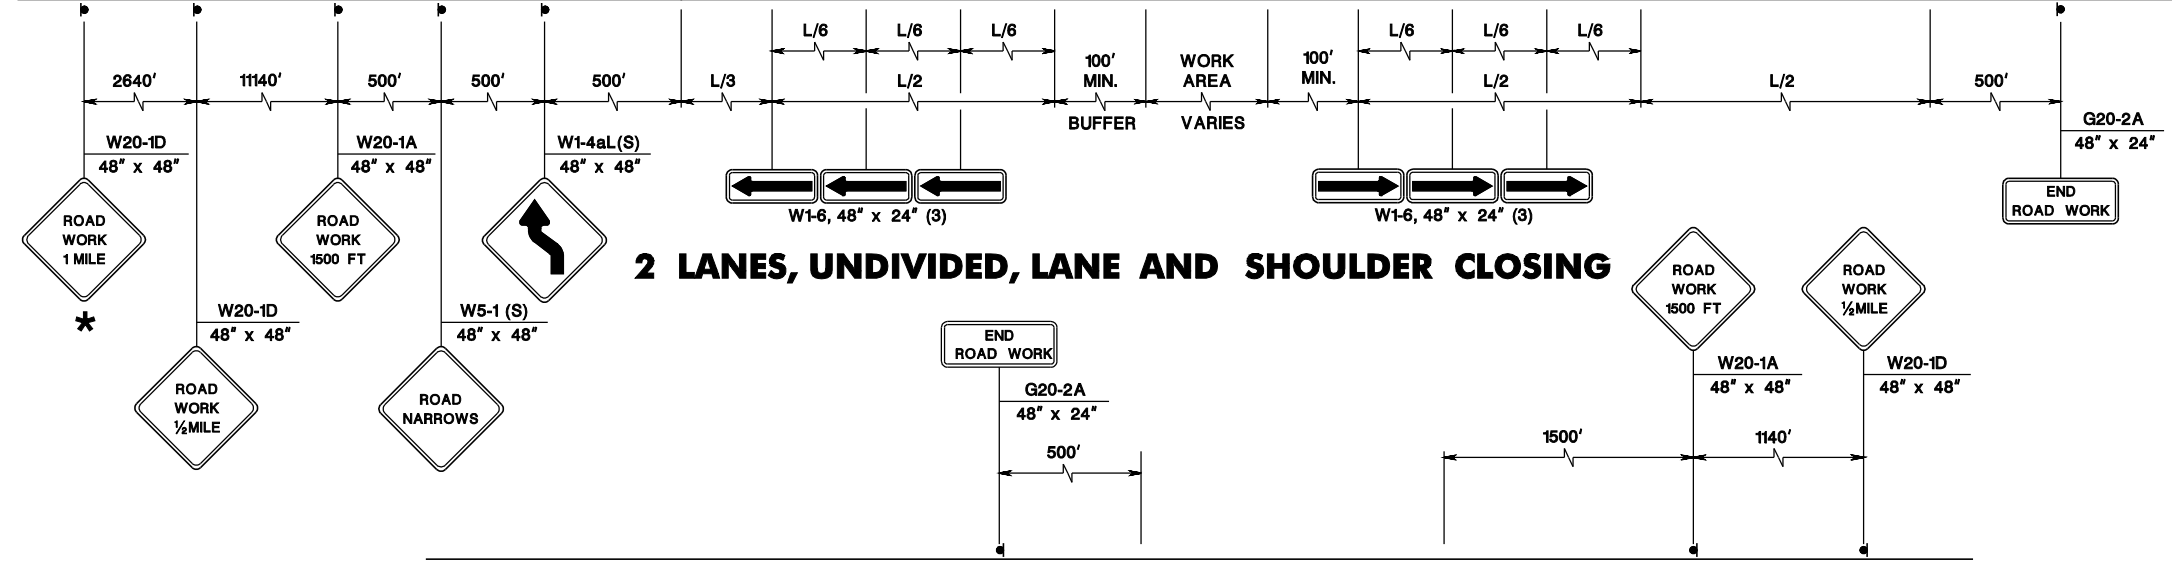 L/6 L/6 L/6 L/6 L/6 L/6
2640' 11140' 500' 500' 500' L/3 L/2 100' MIN. WORK AREA 100' MIN. L/2 L/2 500'
BUFFER VARIES
W20-1D
48" x 48"
W20-1A
48" x 48"
W1-4aL(S)
48" x 48"
G20-2A
48" x 24"
ROAD
WORK
1 MILE
*
ROAD
WORK
1500 FT
W1-6, 48" x 24" (3)
W1-6, 48" x 24" (3)
END
ROAD WORK
2 LANES, UNDIVIDED, LANE AND SHOULDER CLOSING
W20-1D
48" x 48"
ROAD
WORK
½MILE
W5-1 (S)
48" x 48"
ROAD
NARROWS
END
ROAD WORK
G20-2A
48" x 24"
500'
ROAD
WORK
1500 FT
W20-1A
48" x 48"
ROAD
WORK
½MILE
W20-1D
48" x 48"
1500' 1140'